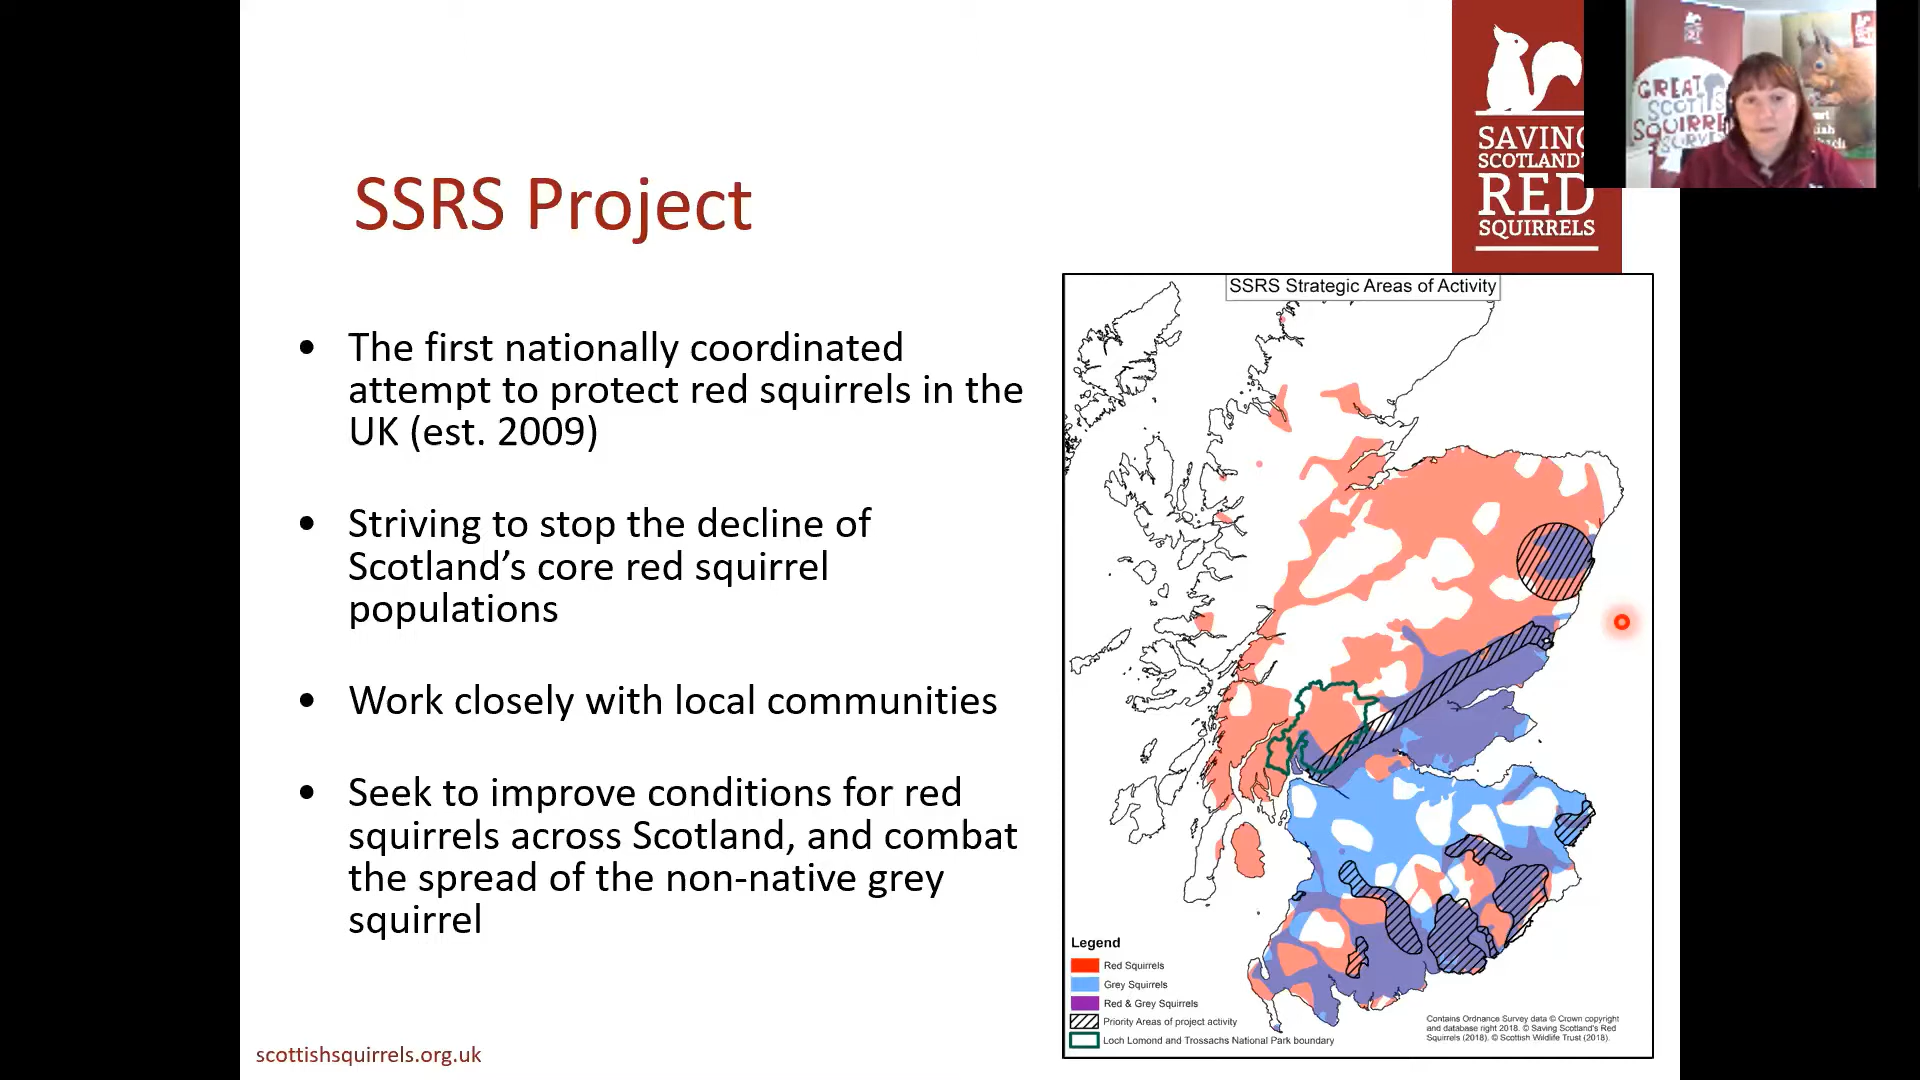 SSRS Project
SAVING
SCOTLAND'
RED
SQUIRRELS
GREAT
SCOTTIS
SQUIRRE
SURVE
• The first nationally coordinated
attempt to protect red squirrels in the
UK (est. 2009)
• Striving to stop the decline of
Scotland’s core red squirrel
populations
• Work closely with local communities
• Seek to improve conditions for red
squirrels across Scotland, and combat
the spread of the non-native grey
squirrel
SSRS Strategic Areas of Activity
Legend
Red Squirrels
Grey Squirrels
Red & Grey Squirrels
Priority Areas of project activity
Loch Lomond and Trossachs National Park boundary
Contains Ordnance Survey data © Crown copyright
and database right 2018. © Saving Scotland's Red
Squirrels (2018). © Scottish Wildlife Trust (2018).
scottishsquirrels.org.uk